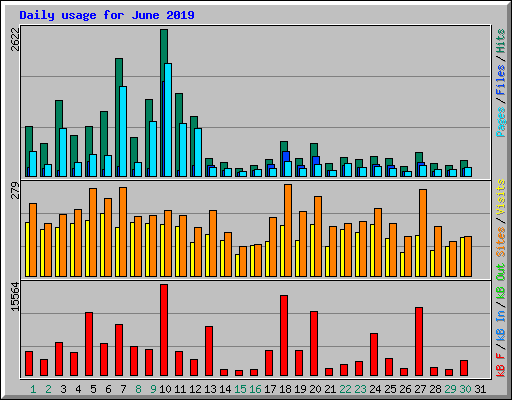 Daily usage for June 2019
2622
279
15564
Pages / Files / Hits
Sites / Visits
kB F / kB In / kB Out
1 2 3 4 5 6 7 8 9 10 11 12 13 14 15 16 17 18 19 20 21 22 23 24 25 26 27 28 29 30 31